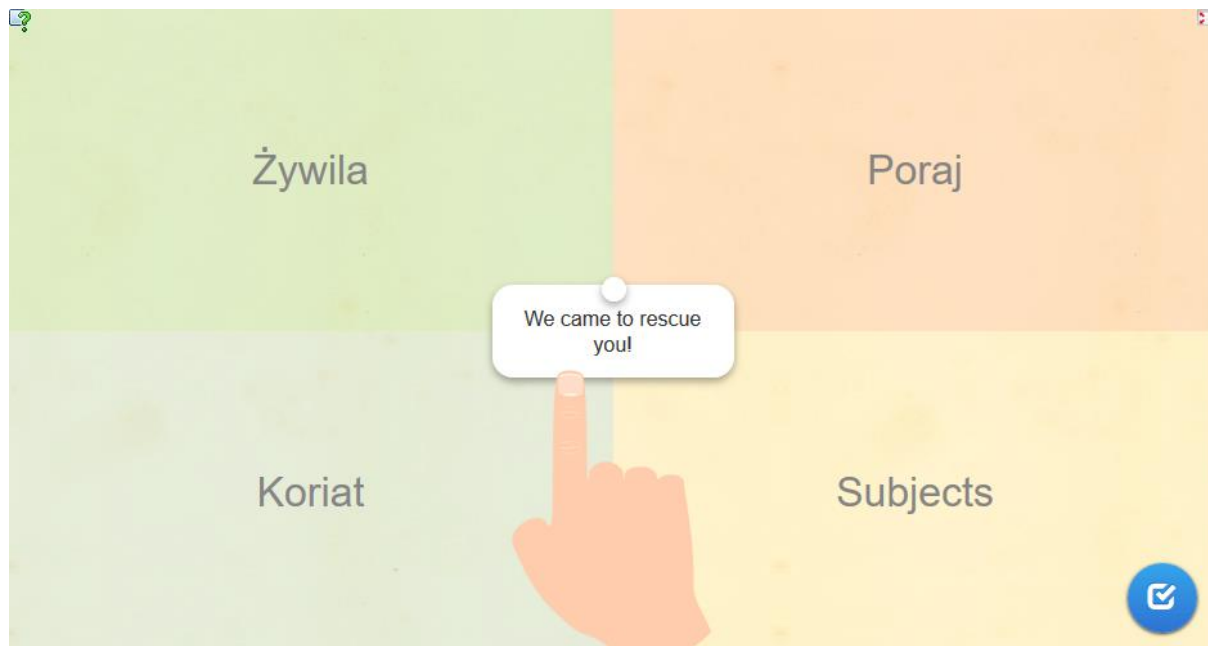 Żywila
Poraj
We came to rescue
you!
Koriat
Subjects